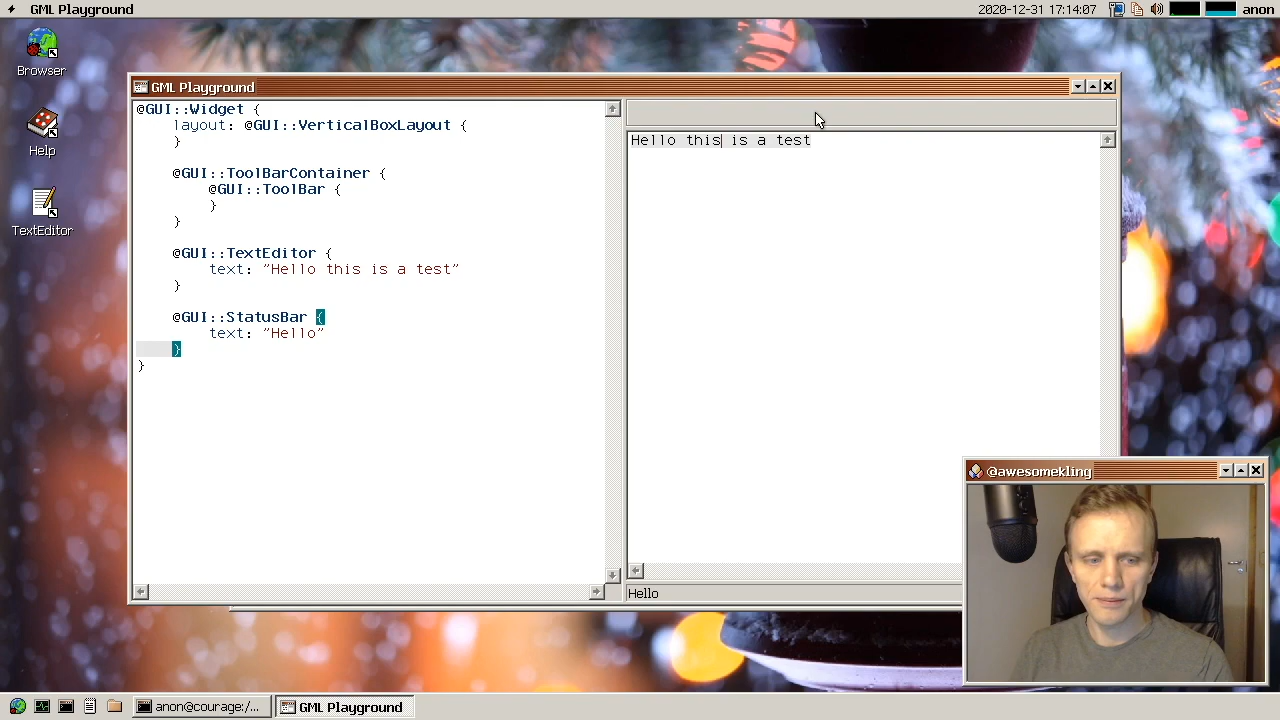 GML Playground
2020-12-31 17:14:07
anon
Browser
Help
TextEditor
GML Playground
@GUI::Widget {
layout: @GUI::VerticalBoxLayout {
}
@GUI::ToolBarContainer {
@GUI::ToolBar {
}
}
@GUI::TextEditor {
text: "Hello this is a test"
}
@GUI::StatusBar {
text: "Hello"
}
}
Hello this is a test
Hello
@awesomekling
anon@courage:/...
GML Playground